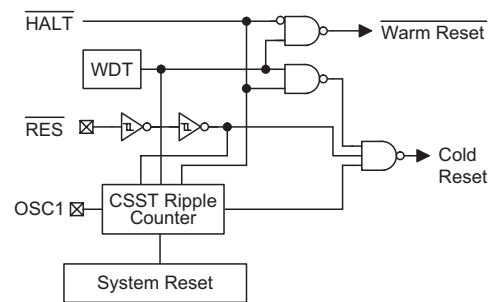 HALT
Warm Reset
WDT
RES
Cold
Reset
OSC1
CSST Ripple
Counter
System Reset